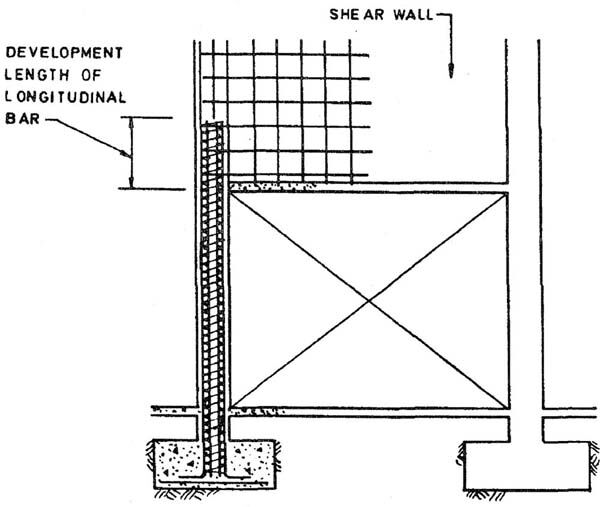 SHEAR WALL
DEVELOPMENT
LENGTH OF
LONGITUDINAL
BAR